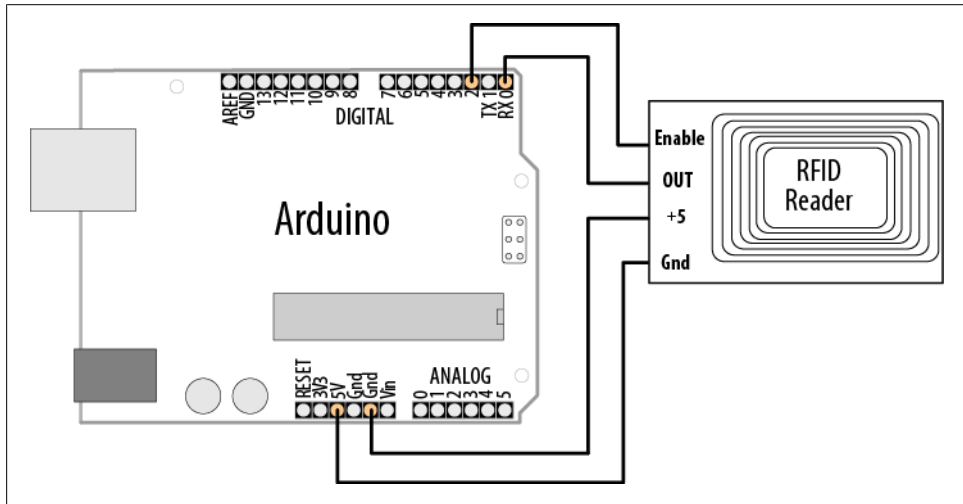 AREF
GND
13
12
11
10
9
8
7
6
5
4
3
2
TX 1
RX 0
DIGITAL
Enable
OUT
+5
Gnd
RFID
Reader
Arduino
RESET
3V3
5V
Gnd
Gnd
Vin
ANALOG
0
1
2
3
4
5